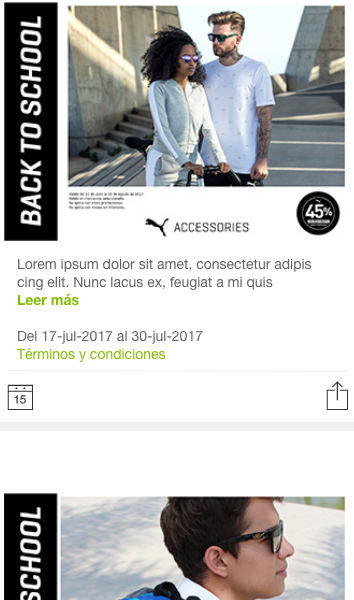 BACK TO SCHOOL
ACCESSORIES
45%
Lorem ipsum dolor sit amet, consectetur adipis
cing elit. Nunc lacus ex, feugiat a mi quis
Leer más
Del 17-jul-2017 al 30-jul-2017
Términos y condiciones
15
SCHOOL